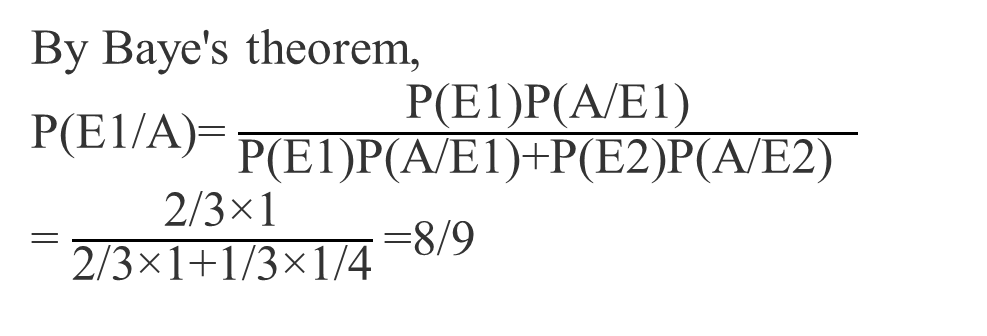 By Baye's theorem,
P(E1/A)= P(E1)P(A/E1)
P(E1)P(A/E1)+P(E2)P(A/E2)
= 2/3×1
2/3×1+1/3×1/4 =8/9